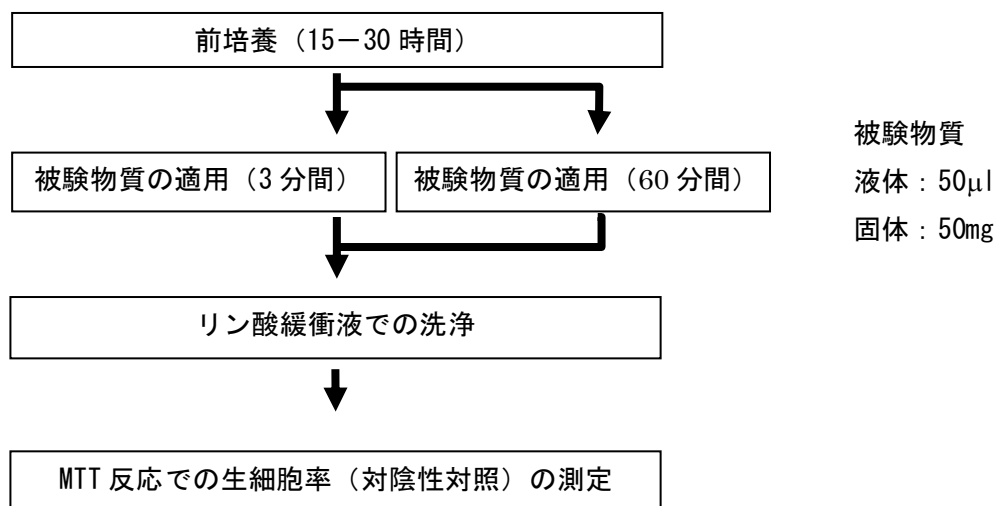 前培養（15－30 時間）
被験物質の適用（3 分間）
被験物質の適用（60 分間）
被験物質
液体：50μl
固体：50mg
リン酸緩衝液での洗浄
MTT 反応での生細胞率（対陰性対照）の測定